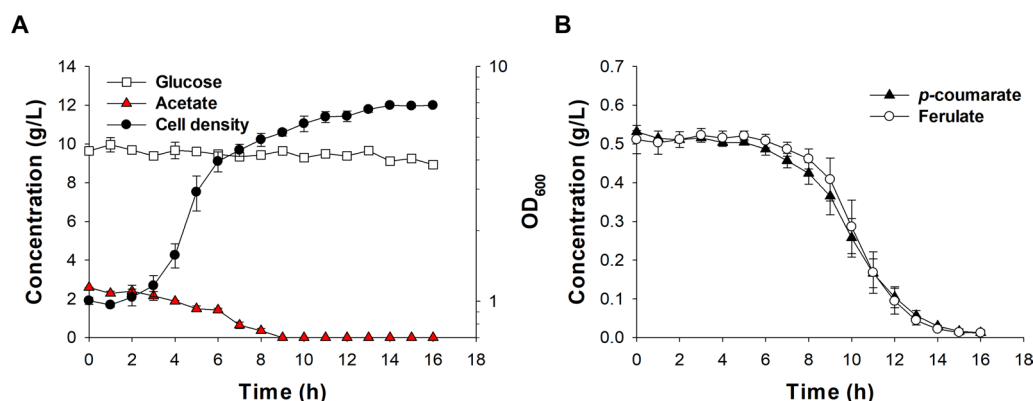 A
Concentration (g/L)
14
12
10
8
6
4
2
0
Glucose
Acetate
Cell density
10
1
OD600
0 2 4 6 8 10 12 14 16 18
Time (h)
B
Concentration (g/L)
0.7
0.6
0.5
0.4
0.3
0.2
0.1
0.0
p-coumarate
Ferulate
0 2 4 6 8 10 12 14 16 18
Time (h)